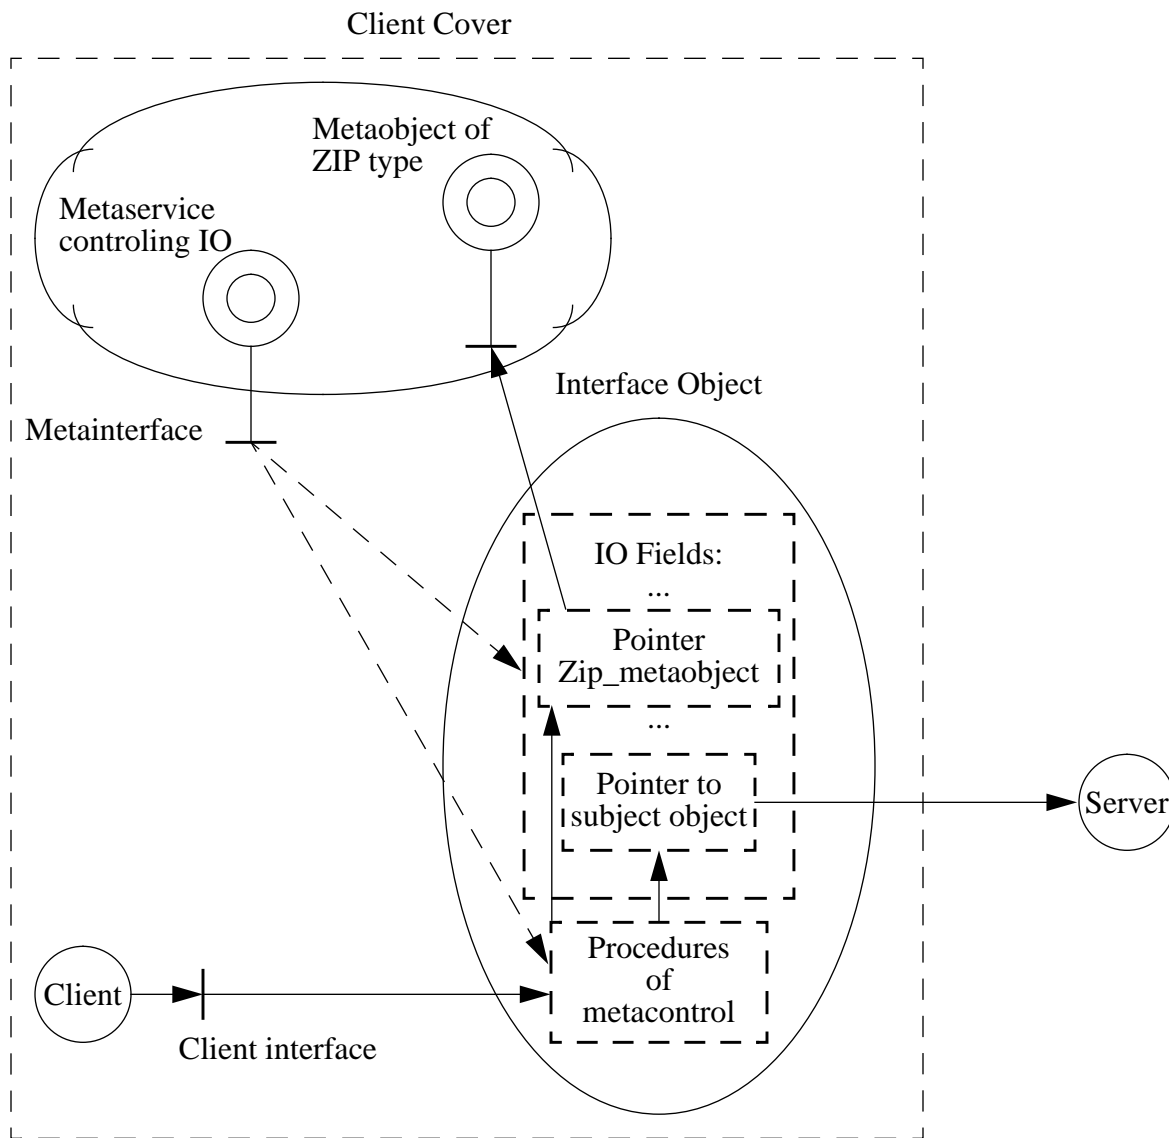 Client Cover
Metaobject of
ZIP type
Metaservice
controling IO
Interface Object
Metainterface
IO Fields:
...
Pointer
Zip_metaobject
...
Pointer to
subject object
Server
Procedures
of
metacontrol
Client
Client interface